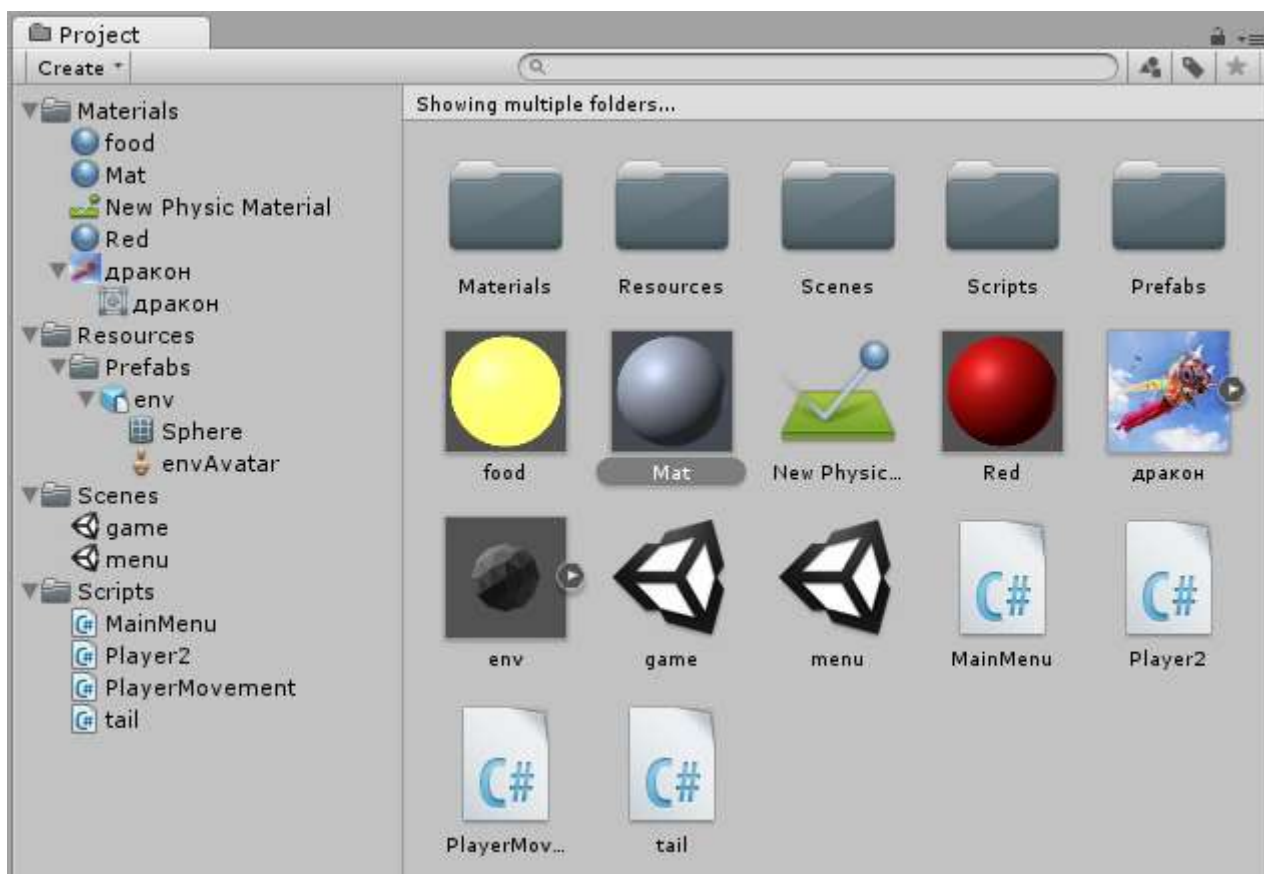 Project
Create
Materials
food
Mat
New Physic Material
Red
дракон
дракон
Resources
Prefabs
env
Sphere
envAvatar
Scenes
game
menu
Scripts
C# MainMenu
C# Player2
C# PlayerMovement
C# tail
Showing multiple folders...
Materials Resources Scenes Scripts Prefabs
food Mat New Physic... Red дракон
C# C#
env game menu MainMenu Player2
C# C#
PlayerMov... tail